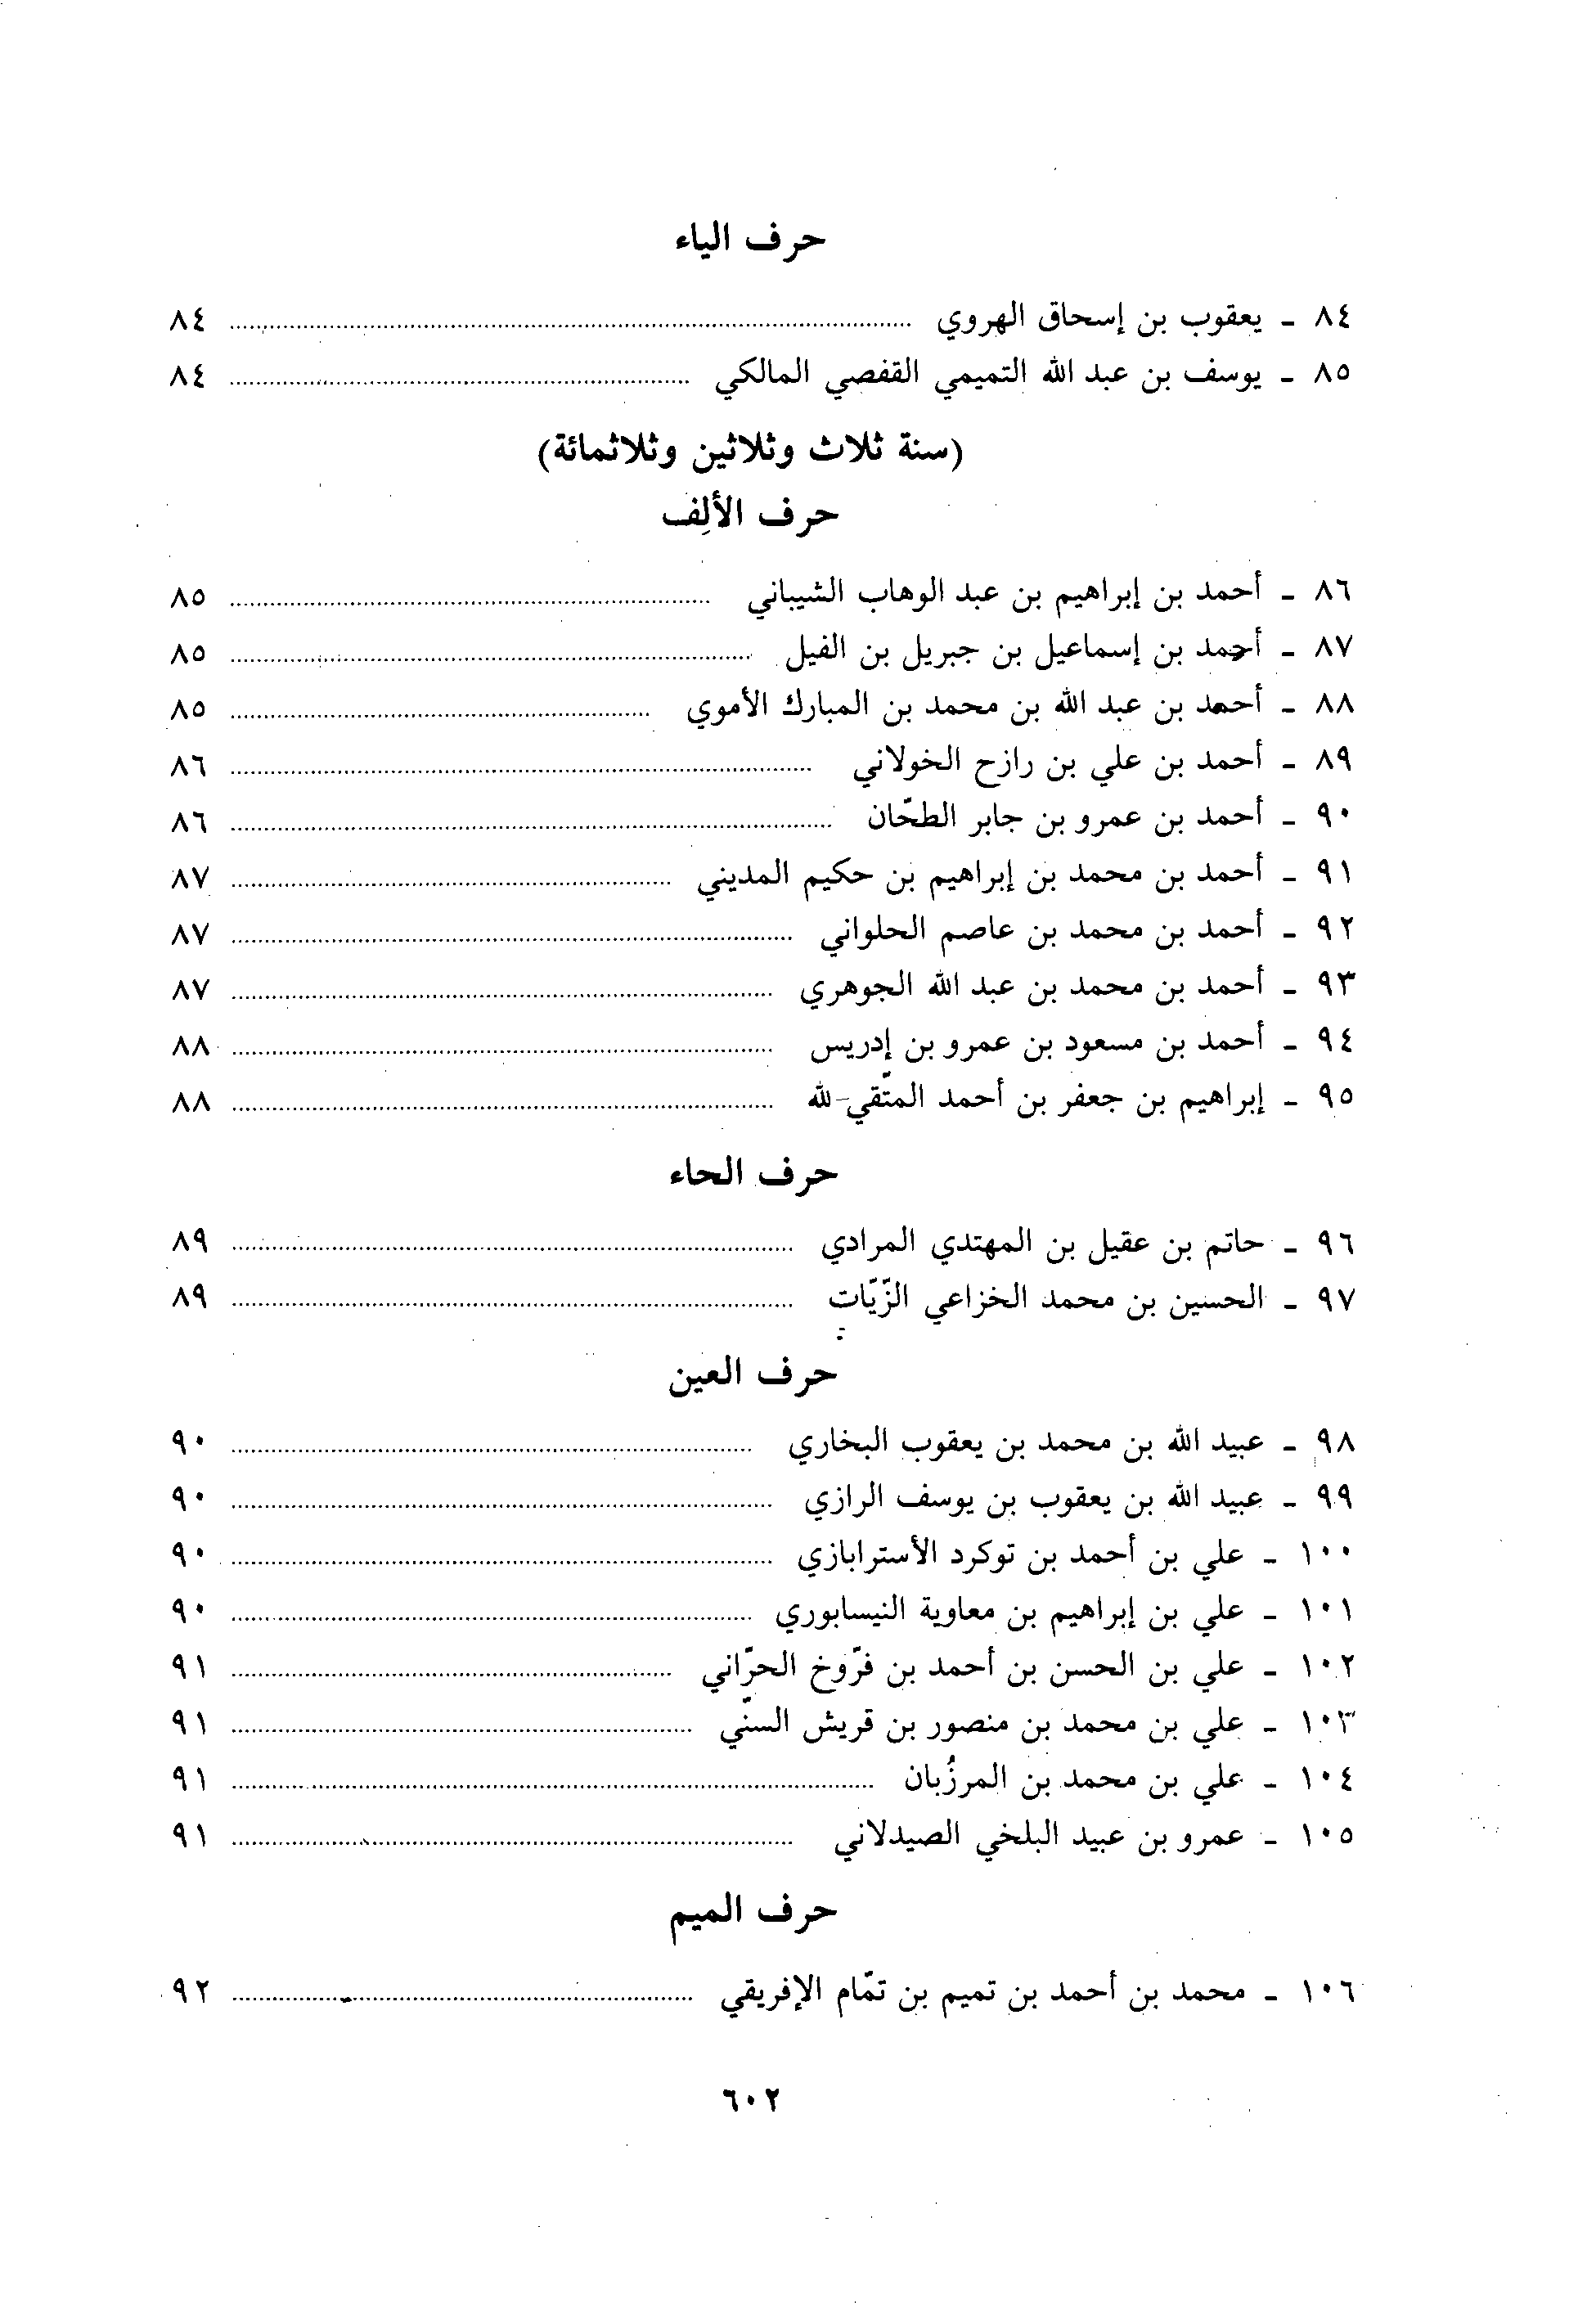 حرف الياء
٨٤ - يعقوب بن إسحاق الهروي ........ ٨٤
٨٥ - يوسف بن عبد الله التميمي القفصي المالكي ........ ٨٤
(سنة ثلاث وثلاثين وثلاثمائة)
حرف الألِف
٨٦ - أحمد بن إبراهيم بن عبد الوهاب الشيباني ........ ٨٥
٨٧ - أحمد بن إسماعيل بن جبريل بن الفيل ........ ٨٥
٨٨ - أحمد بن عبد الله بن محمد بن المبارك الأموي ........ ٨٥
٨٩ - أحمد بن علي بن رازح الخولاني ........ ٨٦
٩٠ - أحمد بن عمرو بن جابر الطحّان ........ ٨٦
٩١ - أحمد بن محمد بن إبراهيم بن حكيم المديني ........ ٨٧
٩٢ - أحمد بن محمد بن عاصم الحلواني ........ ٨٧
٩٣ - أحمد بن محمد بن عبد الله الجوهري ........ ٨٧
٩٤ - أحمد بن مسعود بن عمرو بن إدريس ........ ٨٨
٩٥ - إبراهيم بن جعفر بن أحمد المتّقي لله ........ ٨٨
حرف الحاء
٩٦ - حاتم بن عقيل بن المهتدي المرادي ........ ٨٩
٩٧ - الحسين بن محمد الخزاعي الزّيّات ........ ٨٩
حرف العين
٩٨ - عبيد الله بن محمد بن يعقوب البخاري ........ ٩٠
٩٩ - عبيد الله بن يعقوب بن يوسف الرازي ........ ٩٠
١٠٠ - علي بن أحمد بن توكرد الأسترابازي ........ ٩٠
١٠١ - علي بن إبراهيم بن معاوية النيسابوري ........ ٩٠
١٠٢ - علي بن الحسن بن أحمد بن فرّوخ الحرّاني ........ ٩١
١٠٣ - علي بن محمد بن منصور بن قريش السنّي ........ ٩١
١٠٤ - علي بن محمد بن المرزُبان ........ ٩١
١٠٥ - عمرو بن عبيد البلخي الصيدلاني ........ ٩١
حرف الميم
١٠٦ - محمد بن أحمد بن تميم بن تمّام الإفريقي ........ ٩٢
٦٠٢